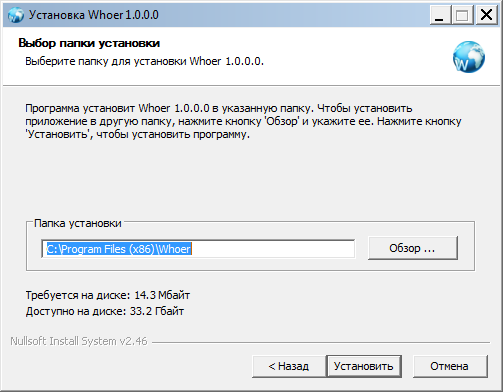 Установка Whoer 1.0.0.0
Выбор папки установки
Выберите папку для установки Whoer 1.0.0.0.
Программа установит Whoer 1.0.0.0 в указанную папку. Чтобы установить
приложение в другую папку, нажмите кнопку 'Обзор' и укажите ее. Нажмите кнопку
'Установить', чтобы установить программу.
Папка установки
C:\Program Files (x86)\Whoer
Обзор ...
Требуется на диске: 14.3 Мбайт
Доступно на диске: 33.2 Гбайт
Nullsoft Install System v2.46
< Назад
Установить
Отмена